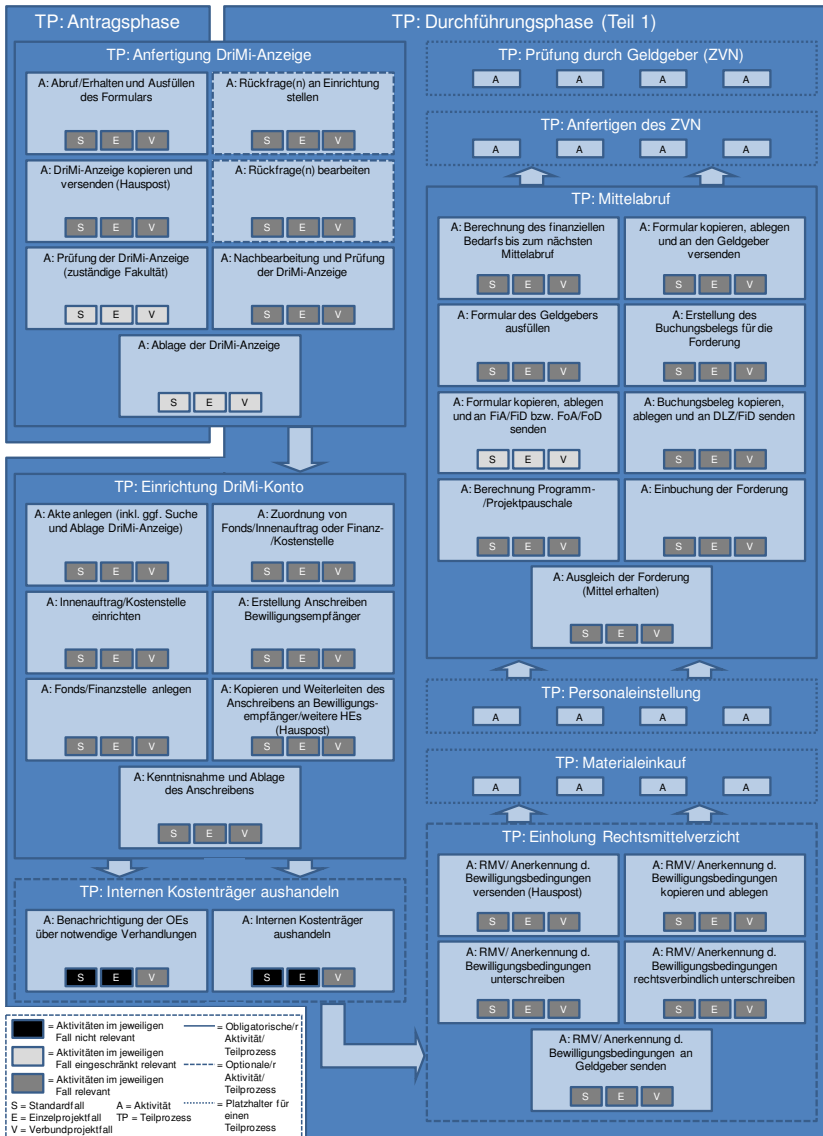 TP: Antragsphase
TP: Durchführungsphase (Teil 1)
TP: Anfertigung DriMi-Anzeige
A: Abruf/Erhalten und Ausfüllen
des Formulars
S E V
A: Rückfrage(n) an Einrichtung
stellen
S E V
A: DriMi-Anzeige kopieren und
versenden (Hauspost)
S E V
A: Rückfrage(n) bearbeiten
S E V
A: Prüfung der DriMi-Anzeige
(zuständige Fakultät)
S E V
A: Nachbearbeitung und Prüfung
der DriMi-Anzeige
S E V
A: Ablage der DriMi-Anzeige
S E V
TP: Einrichtung DriMi-Konto
A: Akte anlegen (inkl. ggf. Suche
und Ablage DriMi-Anzeige)
S E V
A: Zuordnung von
Fonds/Innenauftrag oder Finanz-
/Kostenstelle
S E V
A: Innenauftrag/Kostenstelle
einrichten
S E V
A: Erstellung Anschreiben
Bewilligungsempfänger
S E V
A: Fonds/Finanzstelle anlegen
S E V
A: Kopieren und Weiterleiten des
Anschreibens an Bewilligungs-
empfänger/weitere HEs
(Hauspost)
S E V
A: Kenntnisnahme und Ablage
des Anschreibens
S E V
TP: Internen Kostenträger aushandeln
A: Benachrichtigung der OEs
über notwendige Verhandlungen
S E V
A: Internen Kostenträger
aushandeln
S E V
TP: Prüfung durch Geldgeber (ZVN)
A A A A
TP: Anfertigen des ZVN
A A A A
TP: Mittelabruf
A: Berechnung des finanziellen
Bedarfs bis zum nächsten
Mittelabruf
S E V
A: Formular kopieren, ablegen
und an den Geldgeber
versenden
S E V
A: Formular des Geldgebers
ausfüllen
S E V
A: Erstellung des
Buchungsbelegs für die
Forderung
S E V
A: Formular kopieren, ablegen
und an FiA/FiD bzw. FoA/FoD
senden
S E V
A: Buchungsbeleg kopieren,
ablegen und an DLZ/FiD senden
S E V
A: Berechnung Programm-
/Projektpauschale
S E V
A: Einbuchung der Forderung
S E V
A: Ausgleich der Forderung
(Mittel erhalten)
S E V
TP: Personaleinstellung
A A A A
TP: Materialeinkauf
A A A A
TP: Einholung Rechtsmittelverzicht
A: RMV/ Anerkennung d.
Bewilligungsbedingungen
versenden (Hauspost)
S E V
A: RMV/ Anerkennung d.
Bewilligungsbedingungen
kopieren und ablegen
S E V
A: RMV/ Anerkennung d.
Bewilligungsbedingungen
unterschreiben
S E V
A: RMV/ Anerkennung d.
Bewilligungsbedingungen
rechtsverbindlich unterschreiben
S E V
A: RMV/ Anerkennung d.
Bewilligungsbedingungen an
Geldgeber senden
S E V
= Aktivitäten im jeweiligen
Fall nicht relevant
= Aktivitäten im jeweiligen
Fall eingeschränkt relevant
= Aktivitäten im jeweiligen
Fall relevant
S = Standardfall A = Aktivität
E = Einzelprojektfall TP = Teilprozess
V = Verbundprojektfall
= Obligatorische/r
Aktivität/
Teilprozess
= Optionale/r
Aktivität/
Teilprozess
= Platzhalter für
einen
Teilprozess